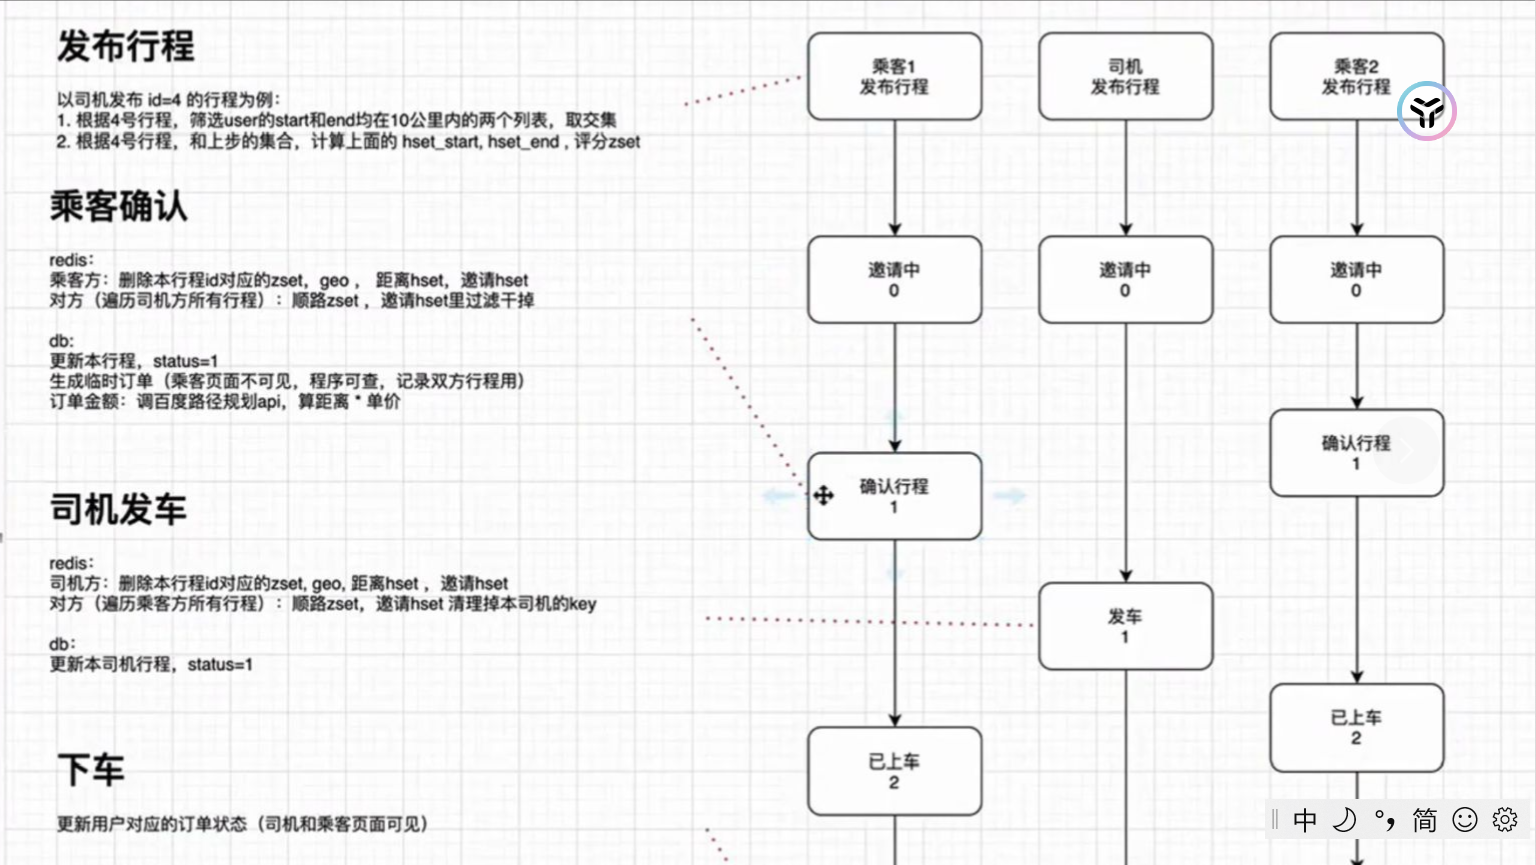 发布行程
以司机发布 id=4 的行程为例：
1. 根据4号行程，筛选user的start和end均在10公里内的两个列表，取交集
2. 根据4号行程，和上步的集合，计算上面的 hset_start, hset_end , 评分zset
乘客确认
redis：
乘客方：删除本行程id对应的zset，geo ， 距离hset，邀请hset
对方（遍历司机方所有行程）：顺路zset ，邀请hset里过滤干掉
db：
更新本行程，status=1
生成临时订单（乘客页面不可见，程序可查，记录双方行程用）
订单金额：调百度路径规划api，算距离 * 单价
司机发车
redis：
司机方：删除本行程id对应的zset, geo, 距离hset ，邀请hset
对方（遍历乘客方所有行程）：顺路zset，邀请hset 清理掉本司机的key
db：
更新本司机行程，status=1
下车
更新用户对应的订单状态（司机和乘客页面可见）
乘客1
发布行程
邀请中
0
确认行程
1
已上车
2
司机
发布行程
邀请中
0
发车
1
乘客2
发布行程
邀请中
0
确认行程
1
已上车
2
中 简